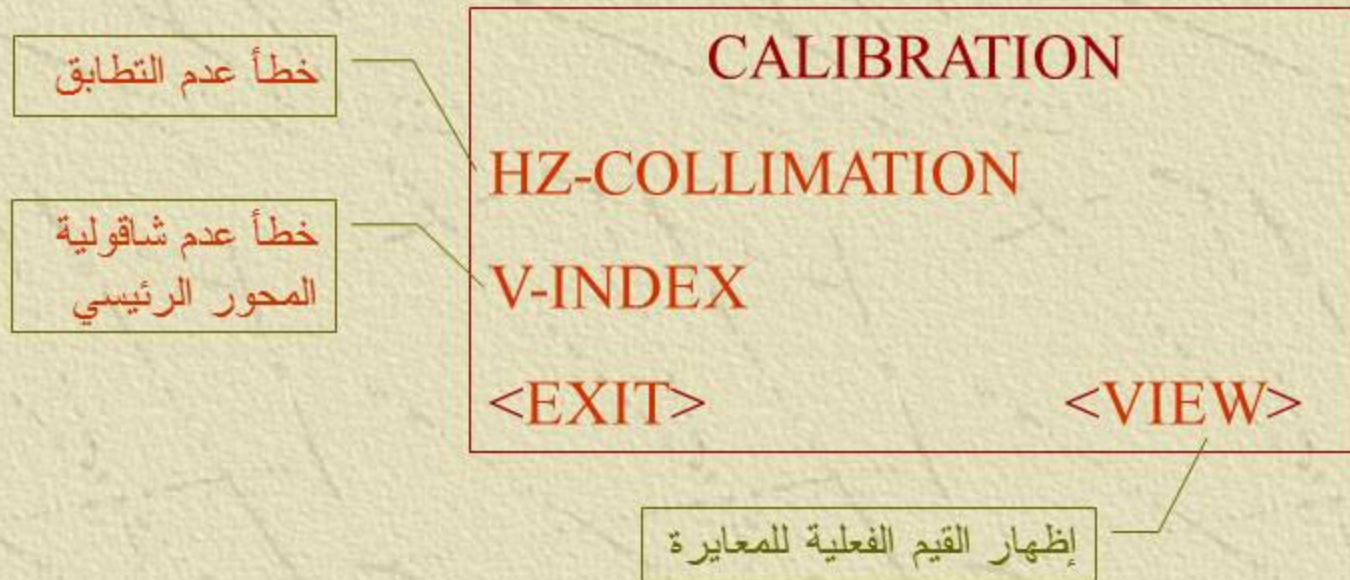 CALIBRATION
خطأ عدم التطابق
HZ-COLLIMATION
خطأ عدم شاقولية
المحور الرئيسي
V-INDEX
<EXIT> <VIEW>
إظهار القيم الفعلية للمعايرة